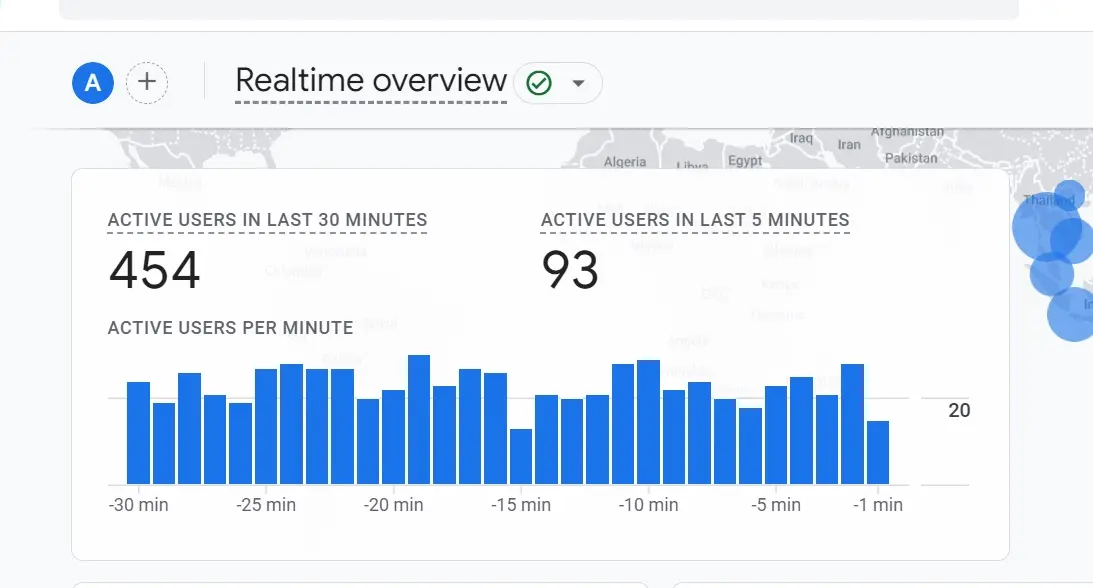 A
+
Realtime overview
Afghanistan
Iraq
Iran
Algeria
Libya
Egypt
Pakistan
Thailand
ACTIVE USERS IN LAST 30 MINUTES
454
ACTIVE USERS IN LAST 5 MINUTES
93
ACTIVE USERS PER MINUTE
20
-30 min
-25 min
-20 min
-15 min
-10 min
-5 min
-1 min